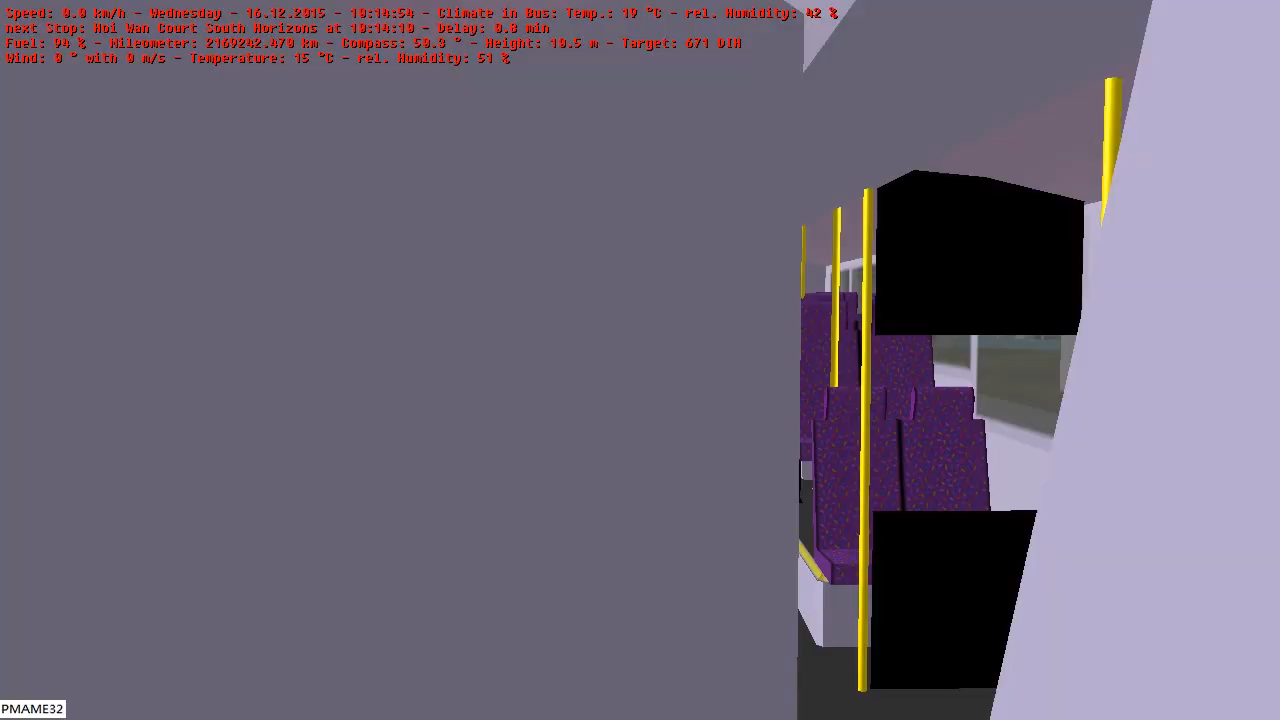 Speed: 0.0 km/h - Wednesday - 16.12.2015 - 10:14:54 - Climate in Bus: Temp.: 19 °C - rel. Humidity: 42 %
next Stop: Hoi Wan Court South Horizons at 10:14:10 - Delay: 0.8 min
Fuel: 94 % - Mileometer: 2169242.470 km - Compass: 50.3 ° - Height: 10.5 m - Target: 671 DIH
Wind: 0 ° with 0 m/s - Temperature: 15 °C - rel. Humidity: 51 %
PMAME32